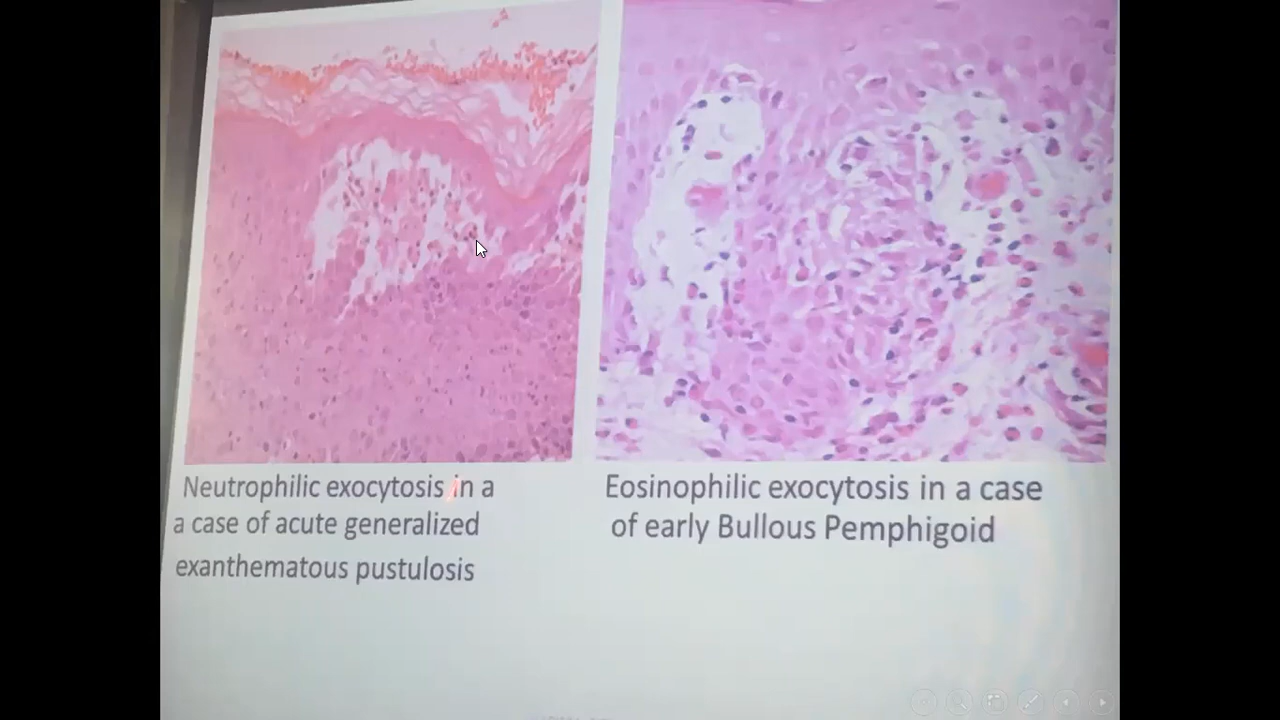 Neutrophilic exocytosis in a
a case of acute generalized
exanthematous pustulosis
Eosinophilic exocytosis in a case
of early Bullous Pemphigoid